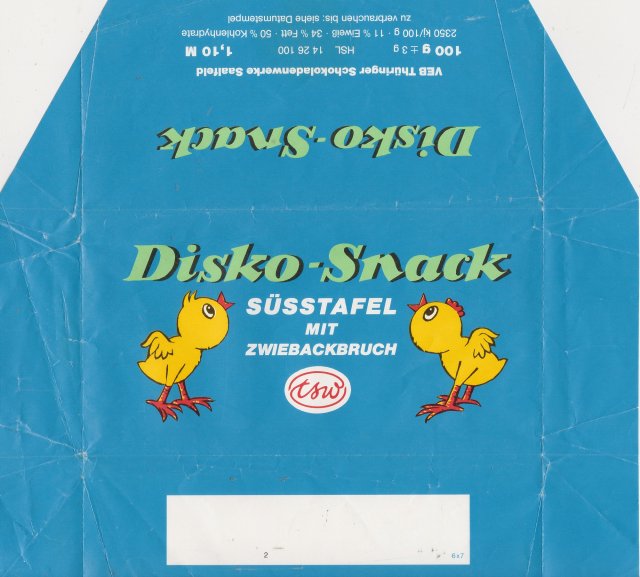 zu verbrauchen bis: siehe Datumstempel
2350 kj/100 g · 11 % Eiweiß · 34 % Fett · 50 % Kohlenhydrate
100 g ± 3 g HSL 14 26 100 1,10 M
VEB Thüringer Schokoladenwerke Saalfeld
Disko-Snack
Disko-Snack
SÜSSTAFEL
MIT
ZWIEBACKBRUCH
tsw
2 6x7